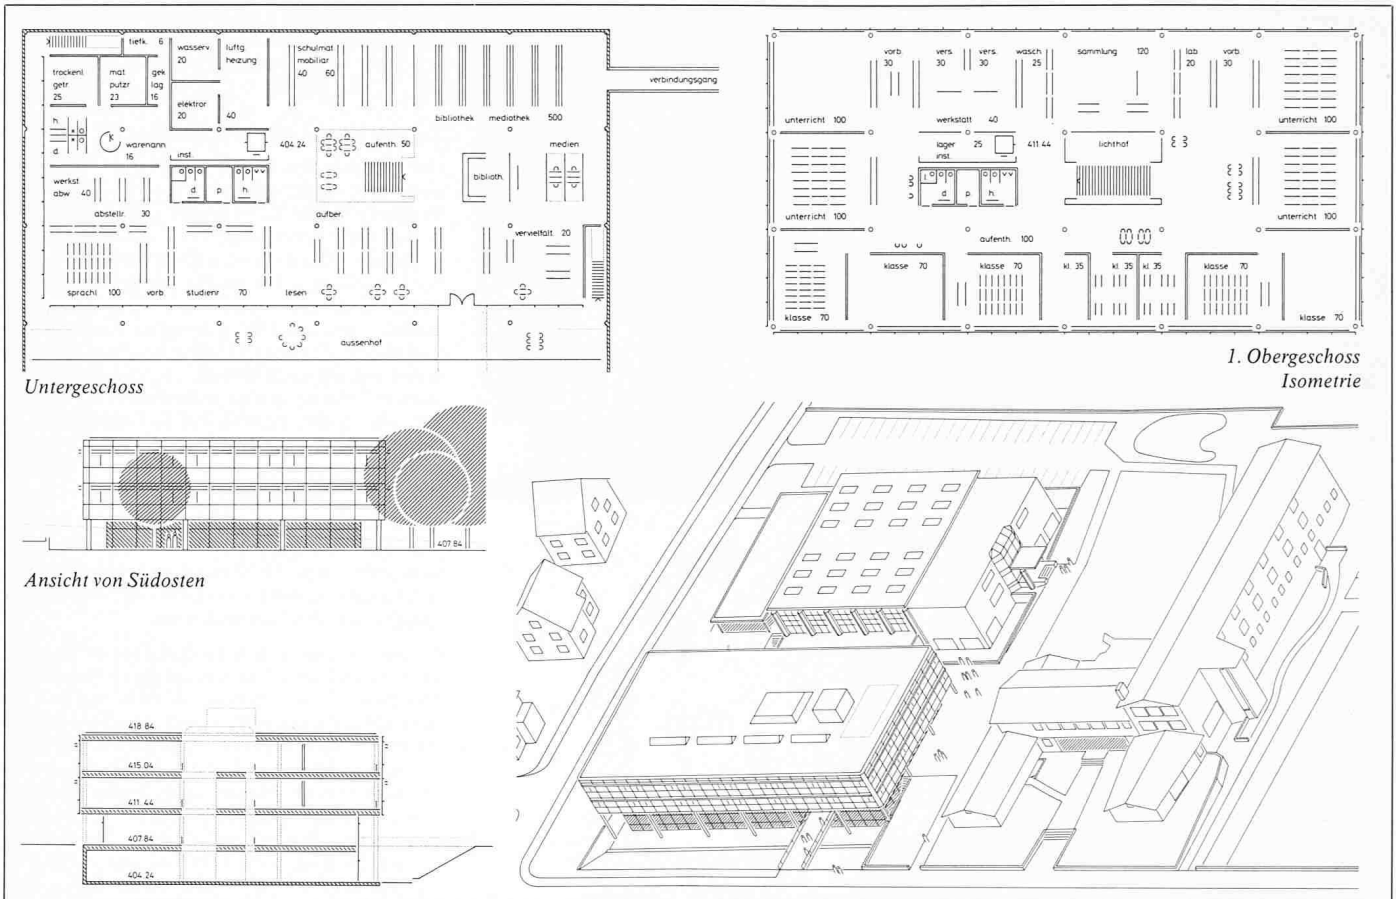 tiefk. 6
wasserv.
20
luftg.
heizung
schulmat.
mobiliar
40 60
trockenl.
getr.
25
mat
putzr
23
gek
lag
16
elektror
20
40
verbindungsgang
bibliothek mediothek 500
h.
d.
K
warenann
16
404.24
aufenth. 50
medien
inst.
biblioth.
werkst.
abw 40
d. p. h.
abstellr. 30
aufber.
vervielfält. 20
sprachl 100 vorb. studienr 70 lesen
aussenhof
Untergeschoss
vorb.
30
vers.
30
vers.
30
wasch.
25
sammlung 120
lab
20
vorb.
30
unterricht 100
werkstatt 40
unterricht 100
lager 25
inst.
411.44
lichthof
l.
d. p. h.
unterricht 100
unterricht 100
aufenth. 100
klasse 70
klasse 70
kl. 35
kl. 35
kl. 35
klasse 70
klasse 70
klasse 70
1. Obergeschoss
Isometrie
407.84
Ansicht von Südosten
418.84
415.04
411.44
407.84
404.24